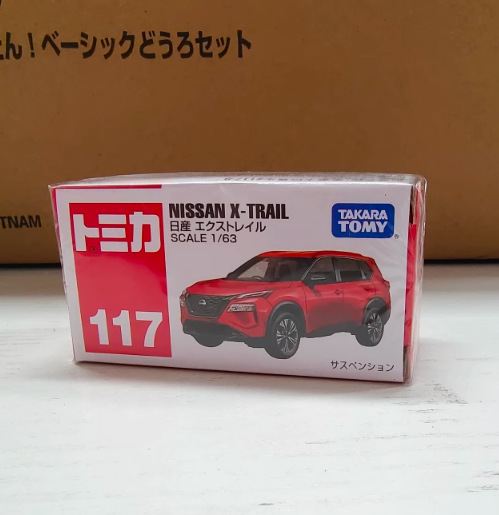 ん！ベーシックどうろセット
TNAM
トミカ
NISSAN X-TRAIL
日産 エクストレイル
SCALE 1/63
TAKARA
TOMY
117
サスペンション